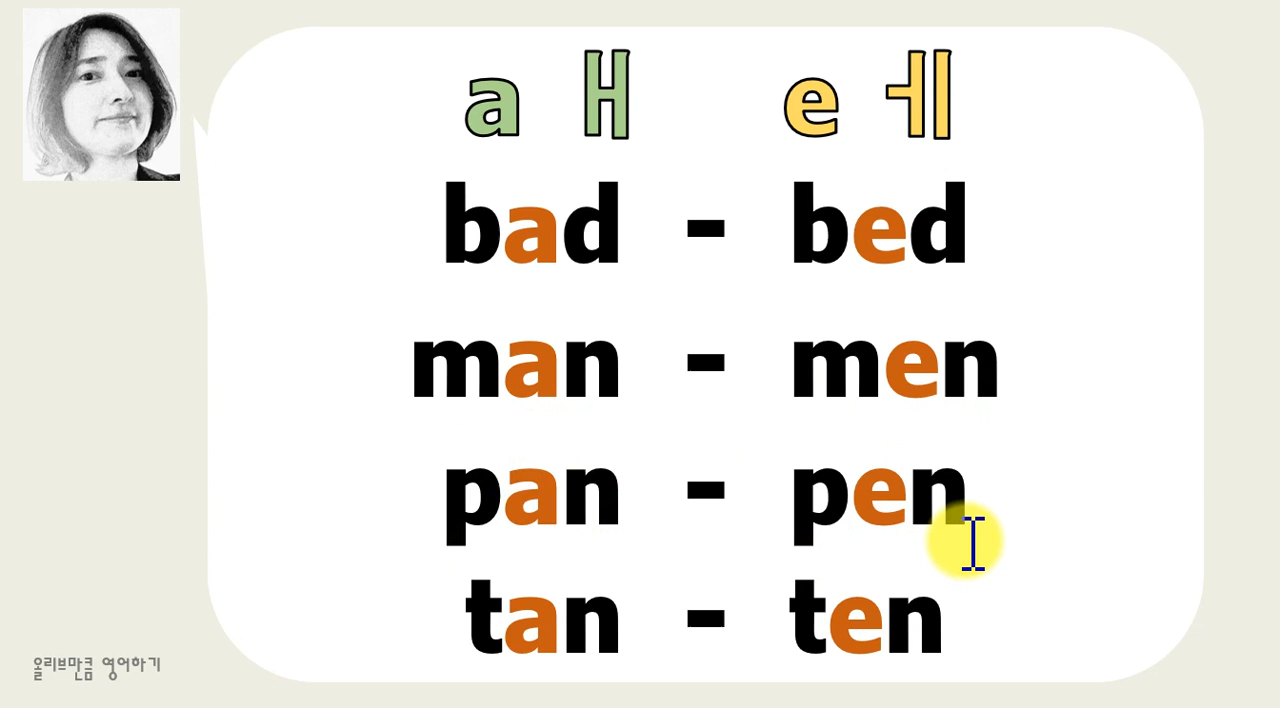 a ㅐ e ㅔ
bad - bed
man - men
pan - pen
tan - ten
올리브만큼 영어하기